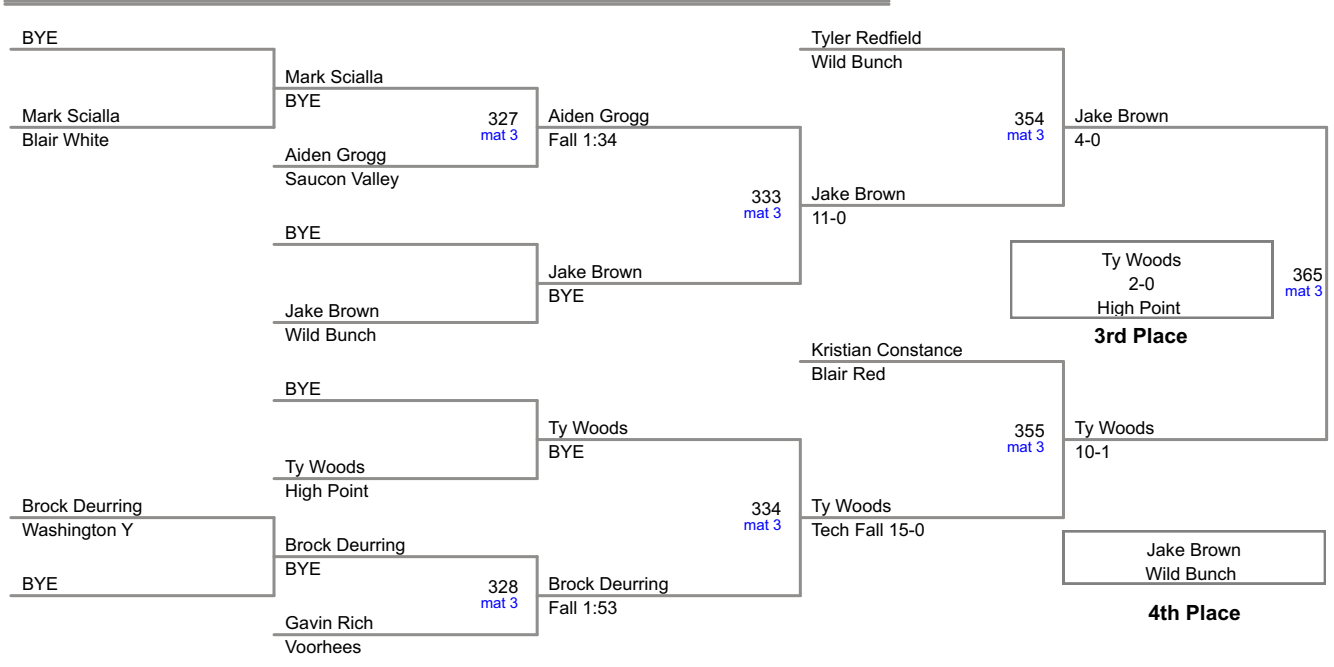 BYE
Mark Scialla
Blair White
Mark Scialla
BYE
327
mat 3
Aiden Grogg
Saucon Valley
Aiden Grogg
Fall 1:34
BYE
Jake Brown
Wild Bunch
Jake Brown
BYE
333
mat 3
Tyler Redfield
Wild Bunch
Jake Brown
11-0
354
mat 3
Jake Brown
4-0
Ty Woods
2-0
High Point
3rd Place
365
mat 3
BYE
Ty Woods
High Point
Ty Woods
BYE
Brock Deurring
Washington Y
BYE
Brock Deurring
BYE
328
mat 3
Gavin Rich
Voorhees
Brock Deurring
Fall 1:53
334
mat 3
Kristian Constance
Blair Red
Ty Woods
Tech Fall 15-0
355
mat 3
Ty Woods
10-1
Jake Brown
Wild Bunch
4th Place